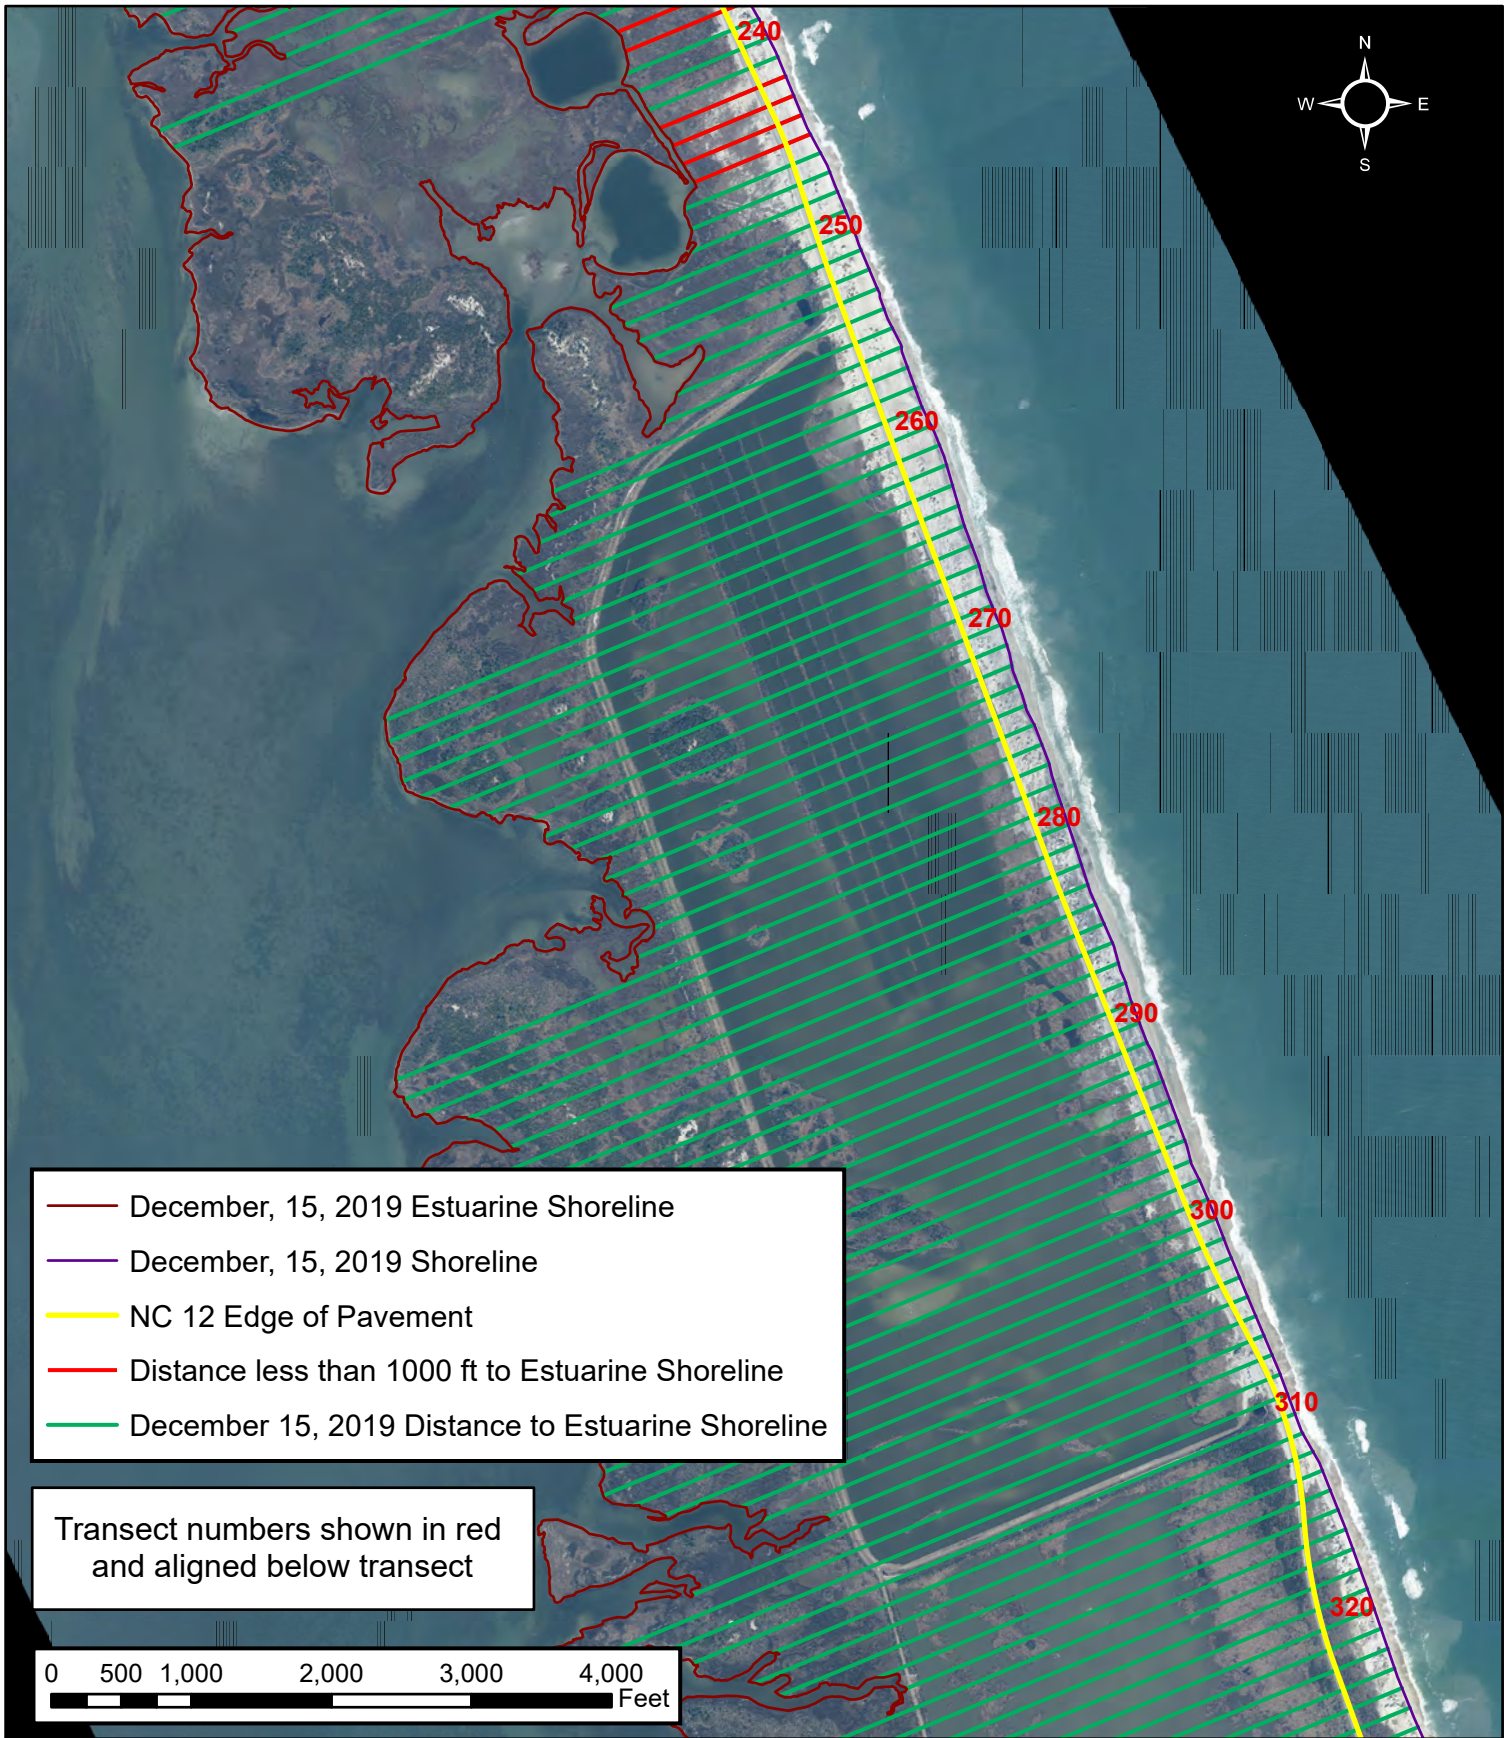 240
N
W E
S
250
260
270
280
290
300
310
320
December, 15, 2019 Estuarine Shoreline
December, 15, 2019 Shoreline
NC 12 Edge of Pavement
Distance less than 1000 ft to Estuarine Shoreline
December 15, 2019 Distance to Estuarine Shoreline
Transect numbers shown in red
and aligned below transect
0 500 1,000 2,000 3,000 4,000
Feet